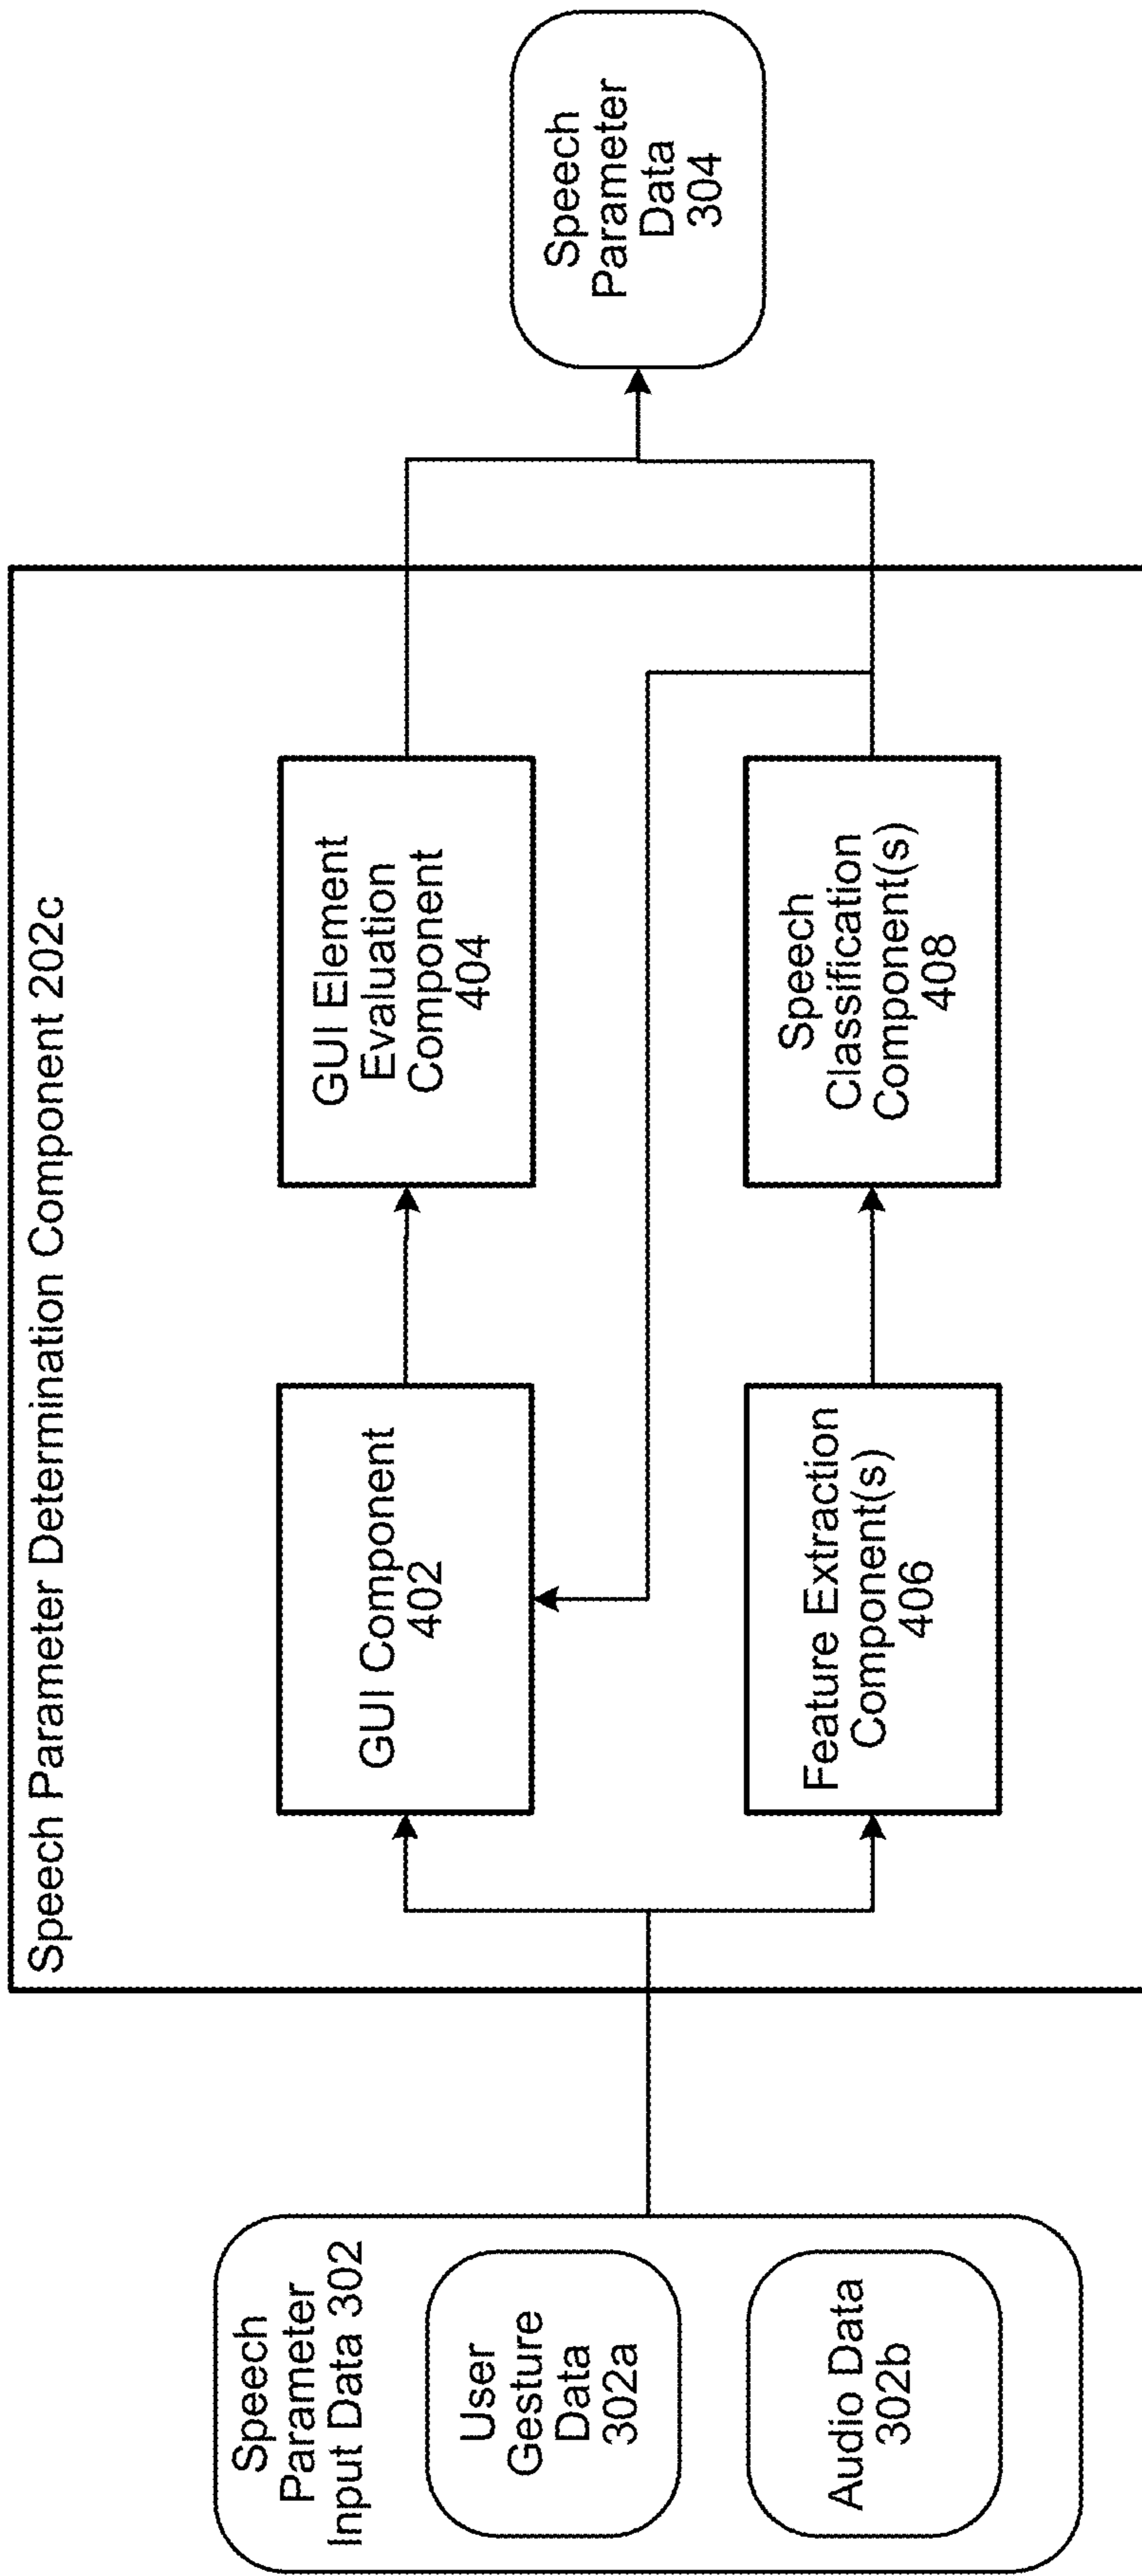 Speech Parameter Determination Component 202c
Speech
Parameter
Input Data 302
User
Gesture
Data
302a
Audio Data
302b
GUI Component
402
GUI Element
Evaluation
Component
404
Feature Extraction
Component(s)
406
Speech
Classification
Component(s)
408
Speech
Parameter
Data
304